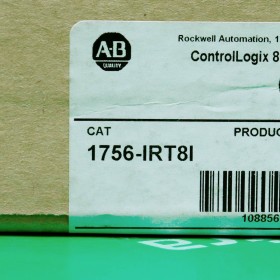 A-B
QUALITY
Rockwell Automation, 1
ControlLogix 8
CAT
PRODUC
1756-IRT8I
108856